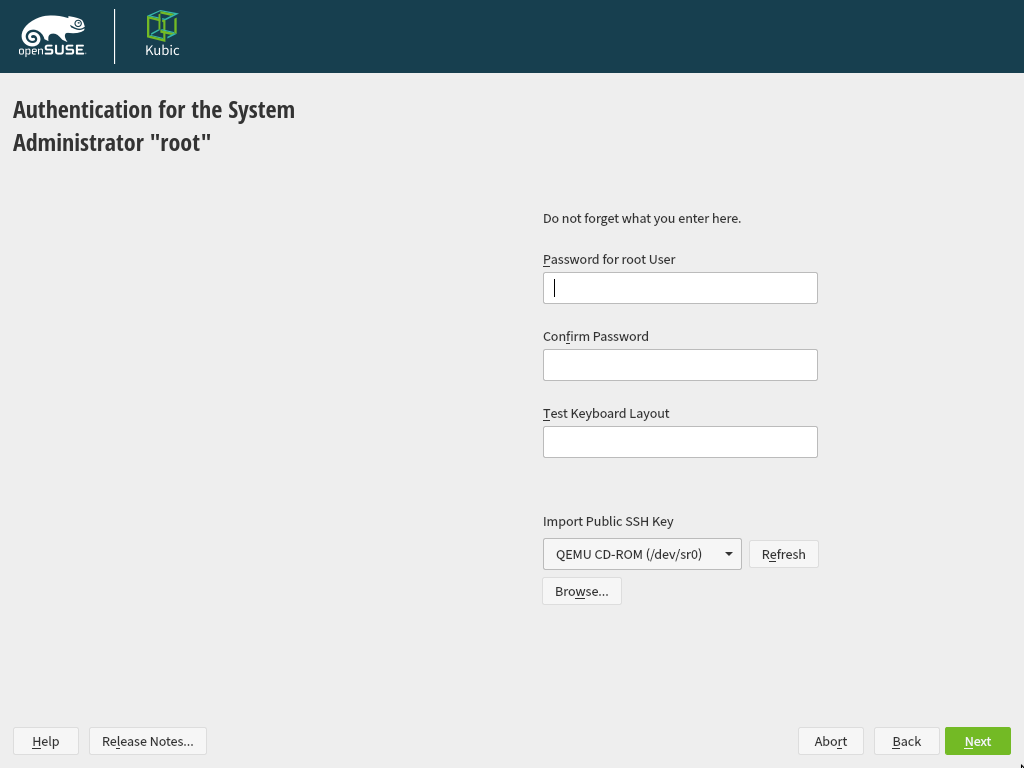 openSUSE
Kubic
Authentication for the System
Administrator "root"
Do not forget what you enter here.
Password for root User
Confirm Password
Test Keyboard Layout
Import Public SSH Key
QEMU CD-ROM (/dev/sr0)
Refresh
Browse...
Help
Release Notes...
Abort
Back
Next